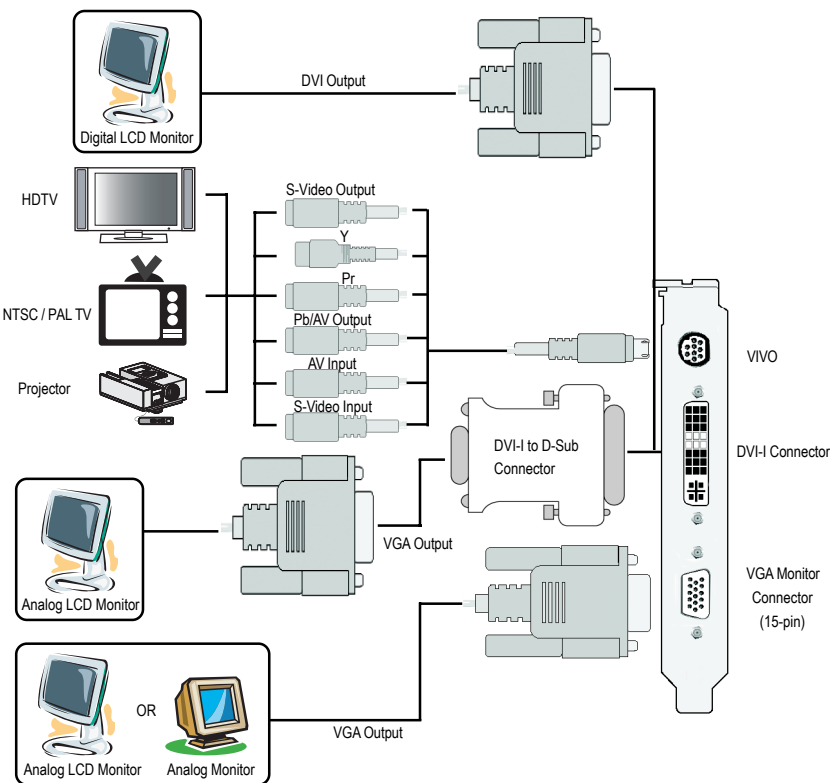 DVI Output
Digital LCD Monitor
HDTV
S-Video Output
Y
Pr
NTSC / PAL TV
Pb/AV Output
AV Input
Projector
S-Video Input
VIVO
DVI-I to D-Sub
Connector
DVI-I Connector
VGA Output
Analog LCD Monitor
VGA Monitor
Connector
(15-pin)
OR
VGA Output
Analog LCD Monitor
Analog Monitor